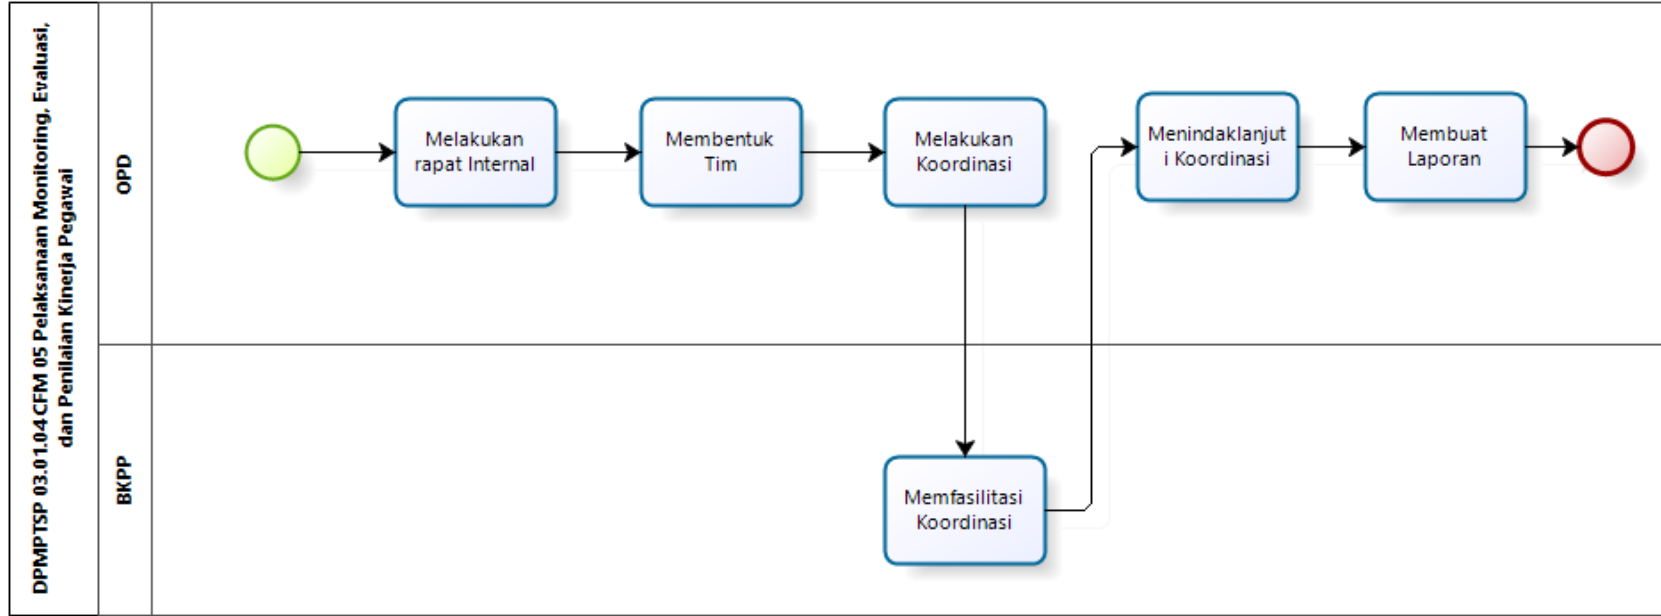 DPMPTSP 03.01.04 CFM 05 Pelaksanaan Monitoring, Evaluasi,
dan Penilaian Kinerja Pegawai
OPD
Melakukan
rapat Internal
Membentuk
Tim
Melakukan
Koordinasi
Menindaklanjut
i Koordinasi
Membuat
Laporan
BKPP
Memfasilitasi
Koordinasi